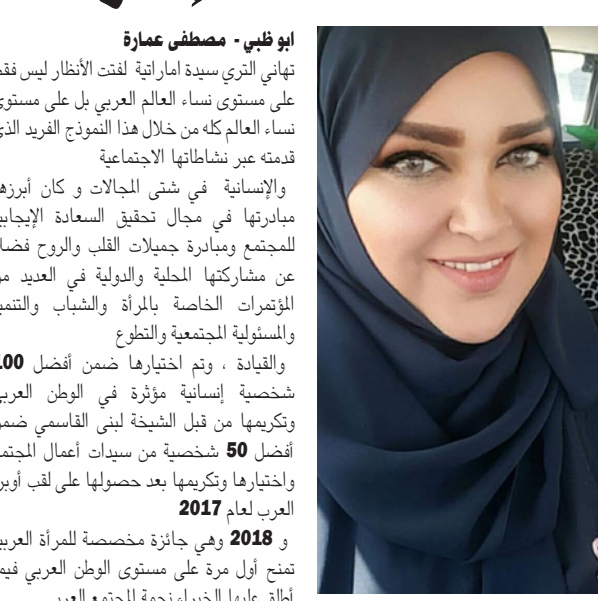 ابو ظبي - مصطفى عمارة
تهاني التري سيدة اماراتية لفتت الأنظار ليس فقط
على مستوى نساء العالم العربي بل على مستوى
نساء العالم كله من خلال هذا النموذج الفريد الذي
قدمته عبر نشاطاتها الاجتماعية
والإنسانية في شتى المجالات و كان أبرزها
مبادرتها في مجال تحقيق السعادة الإيجابية
للمجتمع ومبادرة جميلات القلب والروح فضلا
عن مشاركتها المحلية والدولية في العديد من
المؤتمرات الخاصة بالمرأة والشباب والتنمية
والمسئولية المجتمعية والتطوع
والقيادة ، وتم اختيارها ضمن أفضل 100
شخصية إنسانية مؤثرة في الوطن العربي
وتكريمها من قبل الشيخة لبنى القاسمي ضمن
أفضل 50 شخصية من سيدات أعمال المجتمع
واختيارها وتكريمها بعد حصولها على لقب أوبرا
العرب لعام 2017
و 2018 وهي جائزة مخصصة للمرأة العربية
تمنح أول مرة على مستوى الوطن العربي فيما
أطلق عليها الخبراء نجمة المجتمع